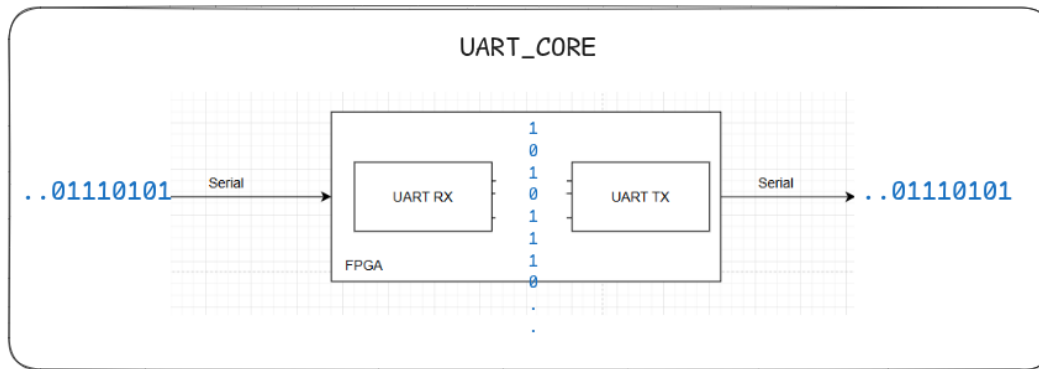 UART_CORE
..01110101
Serial
UART RX
1
0
1
0
1
1
1
0
.
.
UART TX
Serial
..01110101
FPGA